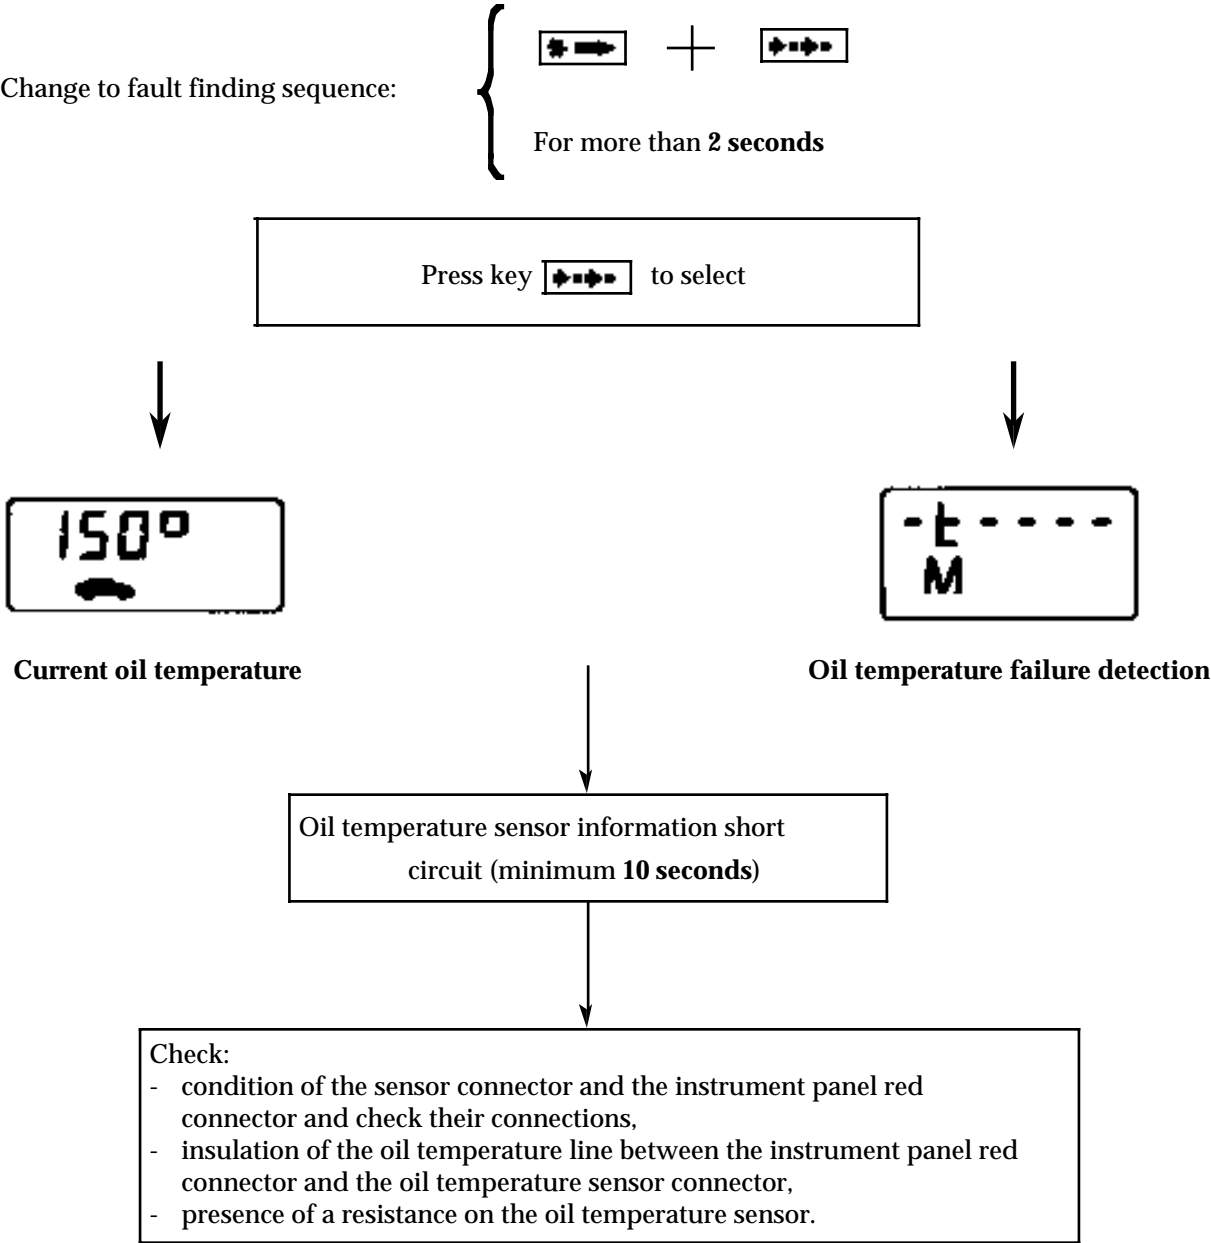 Change to fault finding sequence:
For more than 2 seconds
Press key to select
150°
- t - - - -
M
Current oil temperature
Oil temperature failure detection
Oil temperature sensor information short
circuit (minimum 10 seconds)
Check:
- condition of the sensor connector and the instrument panel red
connector and check their connections,
- insulation of the oil temperature line between the instrument panel red
connector and the oil temperature sensor connector,
- presence of a resistance on the oil temperature sensor.